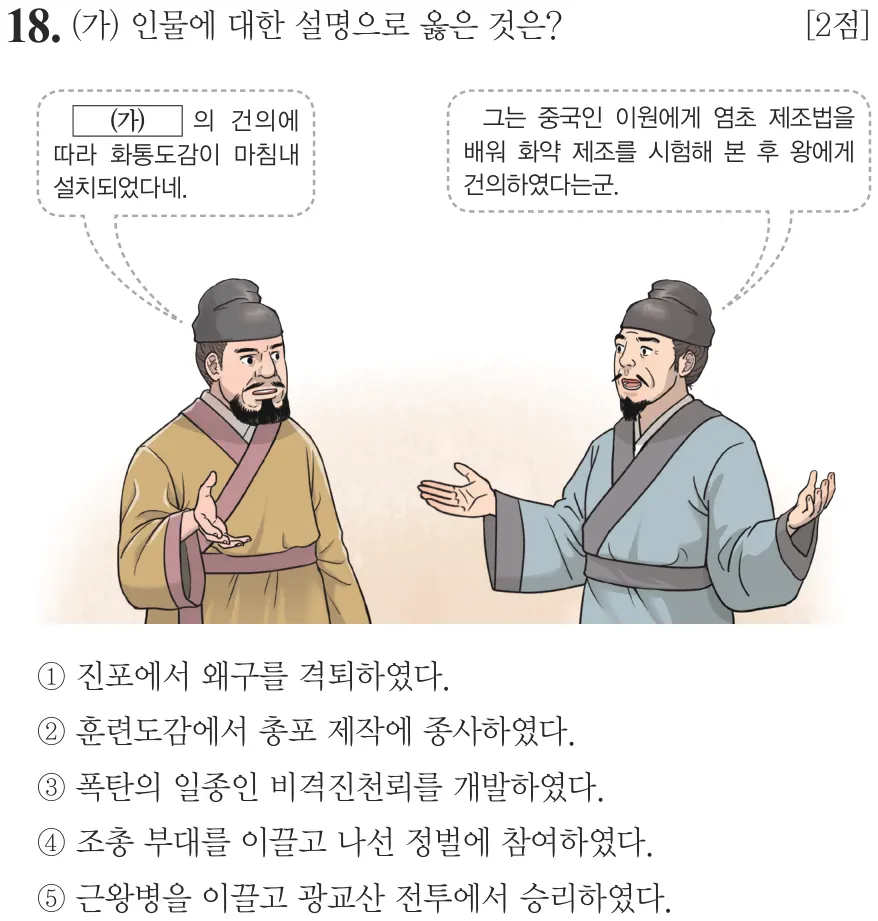 18. (가) 인물에 대한 설명으로 옳은 것은? [2점]
(가) 의 건의에
따라 화통도감이 마침내
설치되었다네.
그는 중국인 이원에게 염초 제조법을
배워 화약 제조를 시험해 본 후 왕에게
건의하였다는군.
① 진포에서 왜구를 격퇴하였다.
② 훈련도감에서 총포 제작에 종사하였다.
③ 폭탄의 일종인 비격진천뢰를 개발하였다.
④ 조총 부대를 이끌고 나선 정벌에 참여하였다.
⑤ 근왕병을 이끌고 광교산 전투에서 승리하였다.